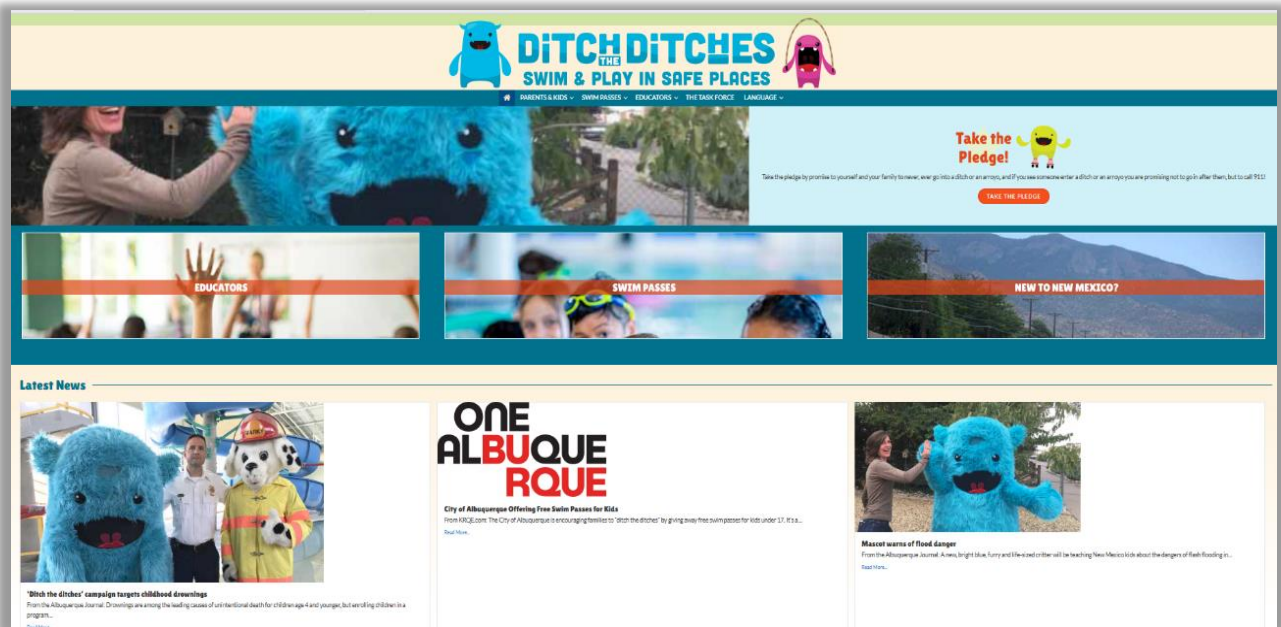 DITCH THE DITCHES
SWIM & PLAY IN SAFE PLACES
PARENTS & KIDS
SWIM PASSES
EDUCATORS
THE TASK FORCE
LANGUAGE
Take the
Pledge!
Take the pledge by promise to yourself and your family to never, ever go into a ditch or an arroyo, and if you see someone enter a ditch or an arroyo you are promising not to go in after them, but to call 911!
TAKE THE PLEDGE
EDUCATORS
SWIM PASSES
NEW TO NEW MEXICO?
Latest News
"Ditch the ditches" campaign targets childhood drownings
From the Albuquerque Journal. Drownings are among the leading causes of unintentional death for children age 4 and younger, but enrolling children in a
program...
ONE
ALBUQUE
RQUE
City of Albuquerque Offering Free Swim Passes for Kids
From KRQE.com: The City of Albuquerque is encouraging families to "ditch the ditches" by giving away free swim passes for kids under 17. It's a...
Read More..
Mascot warns of flood danger
From the Albuquerque Journal. A new, bright blue, furry and life-sized critter will be teaching New Mexico kids about the dangers of flash flooding in...
Read More..